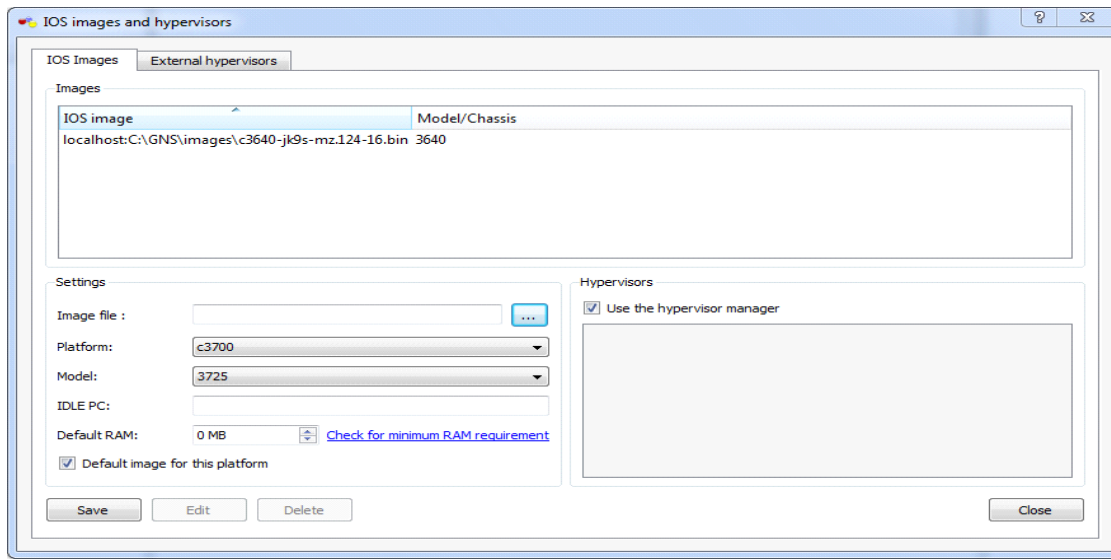 IOS images and hypervisors
IOS Images External hypervisors
Images
IOS image Model/Chassis
localhost:C:\GNS\images\c3640-jk9s-mz.124-16.bin 3640
Settings
Image file :
...
Platform: c3700
Model: 3725
IDLE PC:
Default RAM: 0 MB Check for minimum RAM requirement
Default image for this platform
Hypervisors
Use the hypervisor manager
Save Edit Delete Close